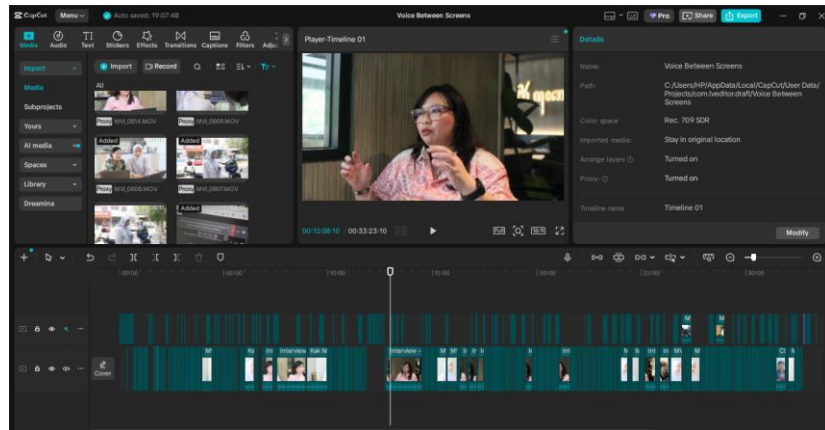 CapCut
Menu
Auto saved: 19:07:48
Voice Between Screens
Pro
Share
Export
Media
Audio
Text
Stickers
Effects
Transitions
Captions
Filters
Import
Media
Subprojects
Yours
AI media
Spaces
Library
Dreamina
Import
Record
All
Proxy MVI_0814.MOV
Proxy MVI_0809.MOV
Added
Added
Proxy MVI_0808.MOV
Proxy MVI_0807.MOV
Added
Player-Timeline 01
00:12:58:10
00:33:23:10
Full
16:9
Details
Name:
Voice Between Screens
Path:
C:/Users/HP/AppData/Local/CapCut/User Data/
Projects/com.lveditor.draft/Voice Between
Screens
Color space
Rec. 709 SDR
Imported media:
Stay in original location
Arrange layers
Turned on
Proxy:
Turned on
Timeline name
Timeline 01
Modify
Cover
Interview
Kak
Interview -